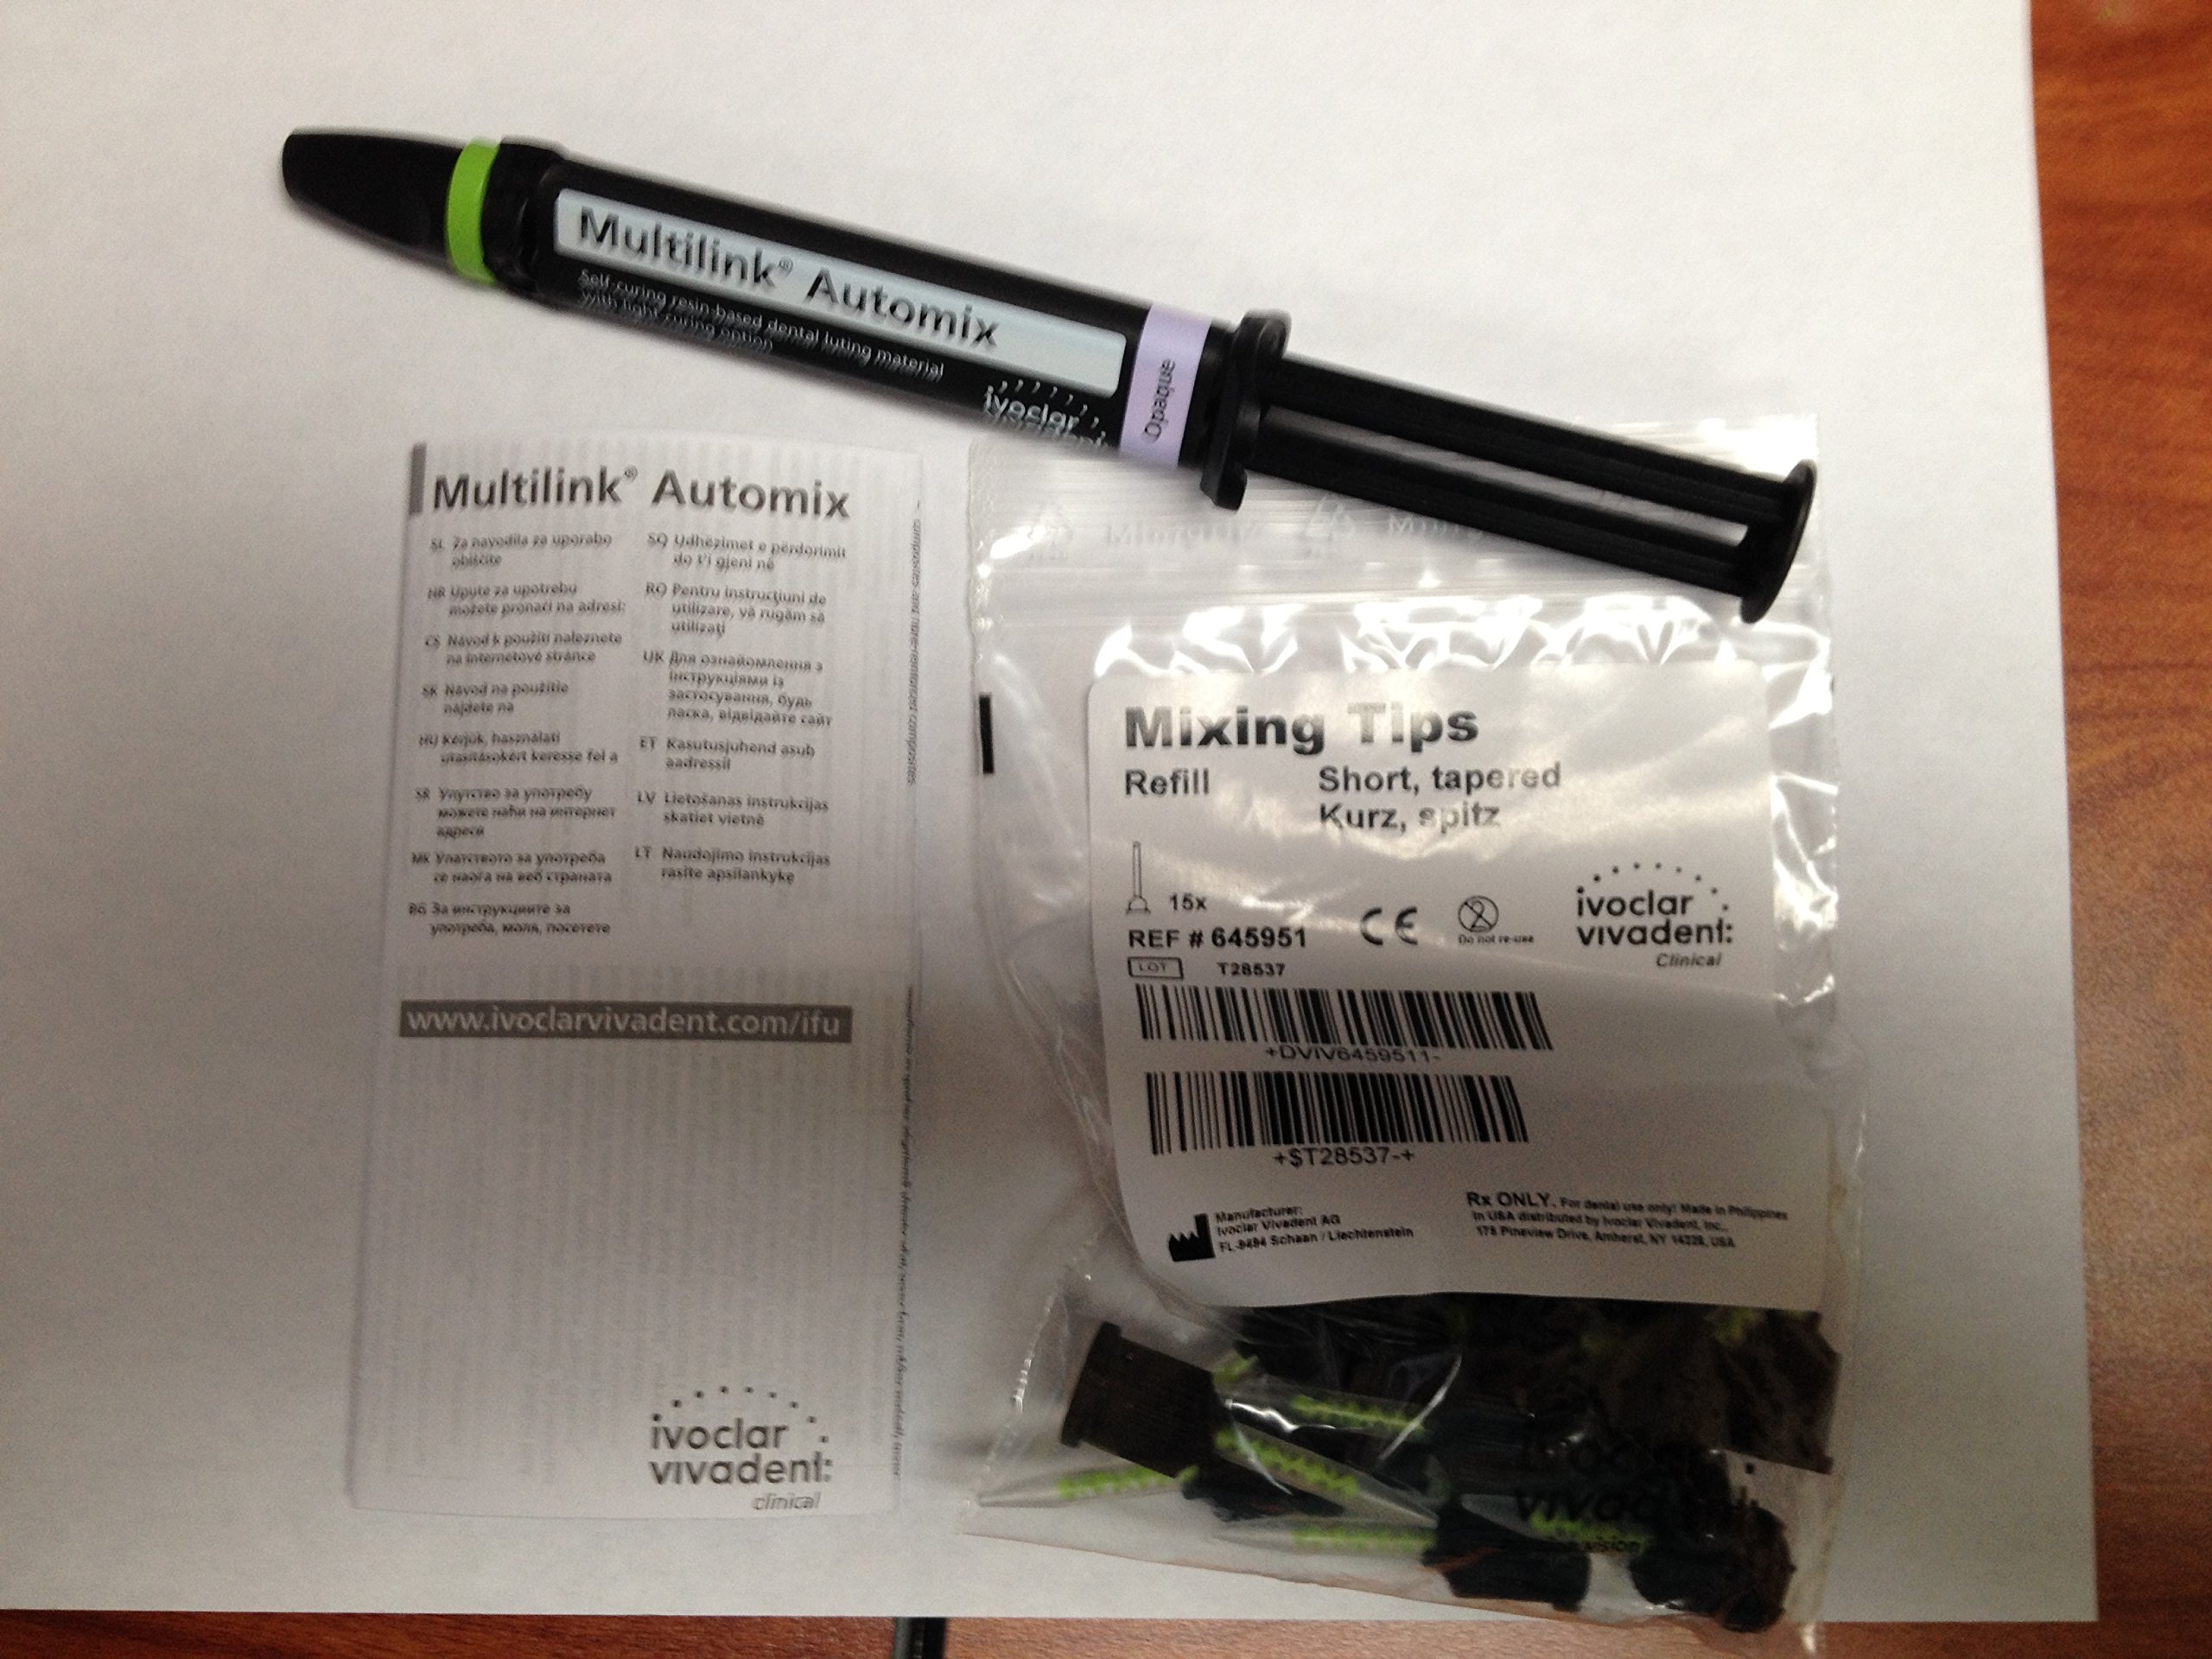 Multilink® Automix
Self-curing resin-based dental luting material
with light-curing option
ivoclar
opaque
Multilink® Automix
SL Za navodila za uporabo
obiščite
HR Upute za upotrebu
možete pronaći na adresi:
CS Návod k použití naleznete
na internetové stránce
SK Návod na použitie
nájdete na
HU Kérjük, használati
utasításokért keresse fel a
SR Упутство за употребу
можете наћи на интернет
адреси
MK Упатството за употреба
се наоѓа на веб страната
BG За инструкциите за
употреба, моля, посетете
SQ Udhëzimet e përdorimit
do t'i gjeni në
RO Pentru instrucţiuni de
utilizare, vă rugăm să
utilizaţi
UK Для ознайомлення з
інструкціями із
застосування, будь
ласка, відвідайте сайт
ET Kasutusjuhend asub
aadressil
LV Lietošanas instrukcijas
skatiet vietnē
LT Naudojimo instrukcijas
rasite apsilankykę
www.ivoclarvivadent.com/ifu
ivoclar
vivadent:
clinical
Mixing Tips
Refill Short, tapered
Kurz, spitz
15x
REF # 645951
CE
Do not re-use
LOT T28537
ivoclar
vivadent:
Clinical
+DVIV6459511-
+$T28537-+
Manufacturer:
Ivoclar Vivadent AG
FL-9494 Schaan / Liechtenstein
Rx ONLY. For dental use only! Made in Philippines
In USA distributed by Ivoclar Vivadent, Inc.,
175 Pineview Drive, Amherst, NY 14228, USA
ivoclar
vivadent: